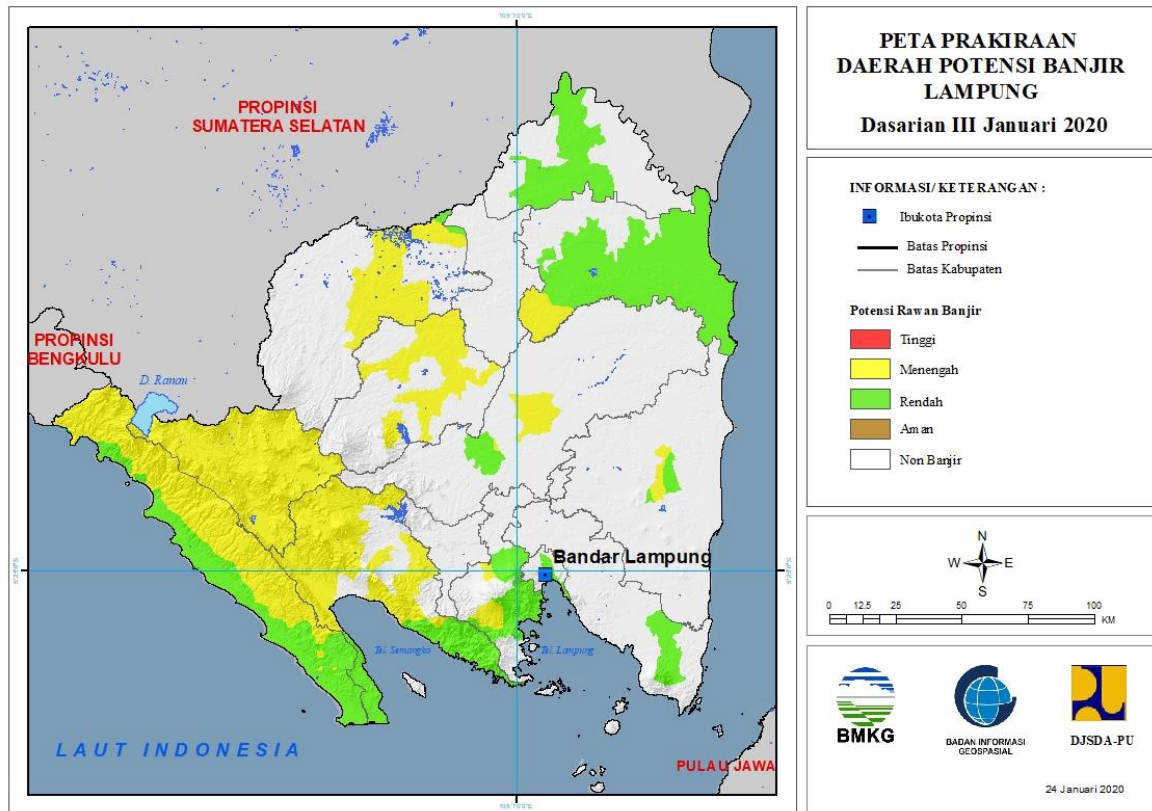 PETA PRAKIRAAN
DAERAH POTENSI BANJIR
LAMPUNG
Dasarian III Januari 2020
INFORMASI/KETERANGAN :
Ibukota Propinsi
Batas Propinsi
Batas Kabupaten
Potensi Rawan Banjir
Tinggi
Menengah
Rendah
Aman
Non Banjir
N
W E
S
0 12.5 25 50 75 100
KM
BMKG
BADAN INFORMASI
GEOSPASIAL
DJSDA-PU
24 Januari 2020
PROPINSI
SUMATERA SELATAN
PROPINSI
BENGKULU
D. Ranau
Bandar Lampung
Tel. Semangka
Tel. Lampung
LAUT INDONESIA
PULAU JAWA